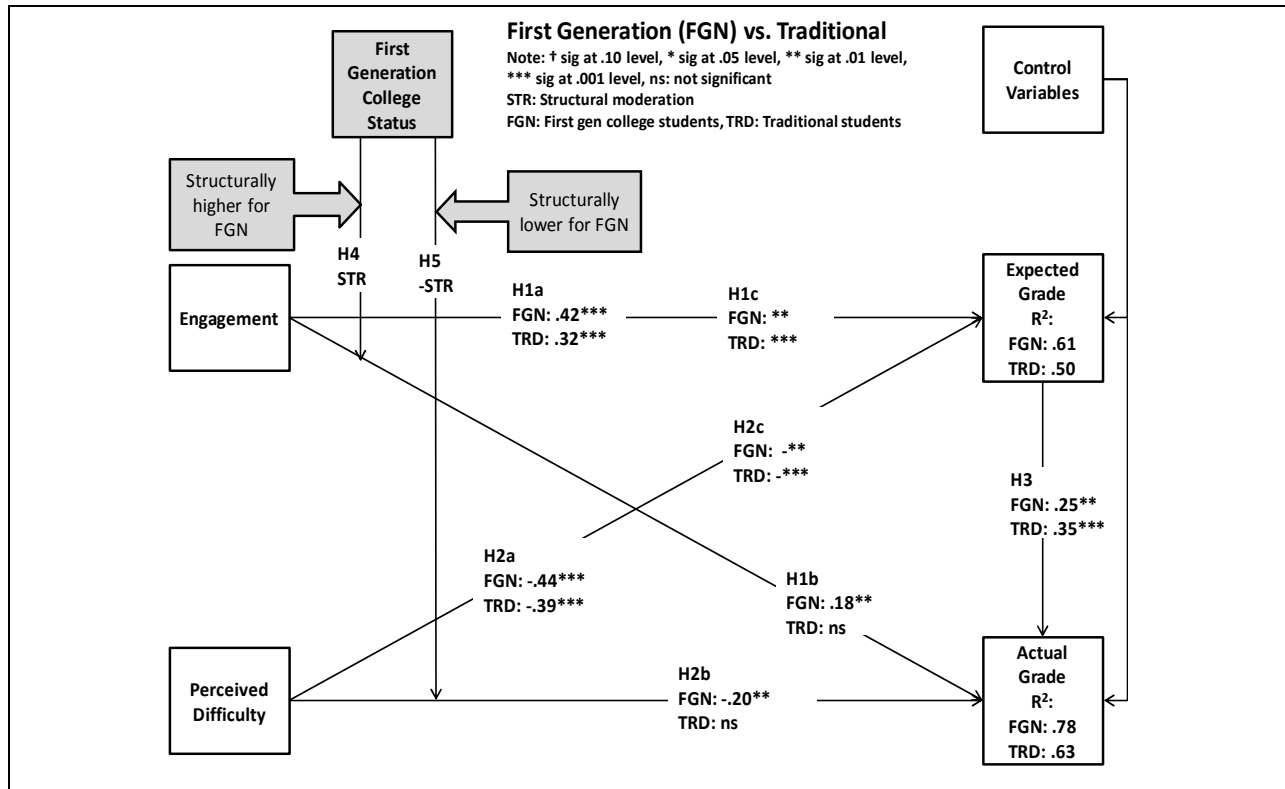 First Generation (FGN) vs. Traditional
Note: † sig at .10 level, * sig at .05 level, ** sig at .01 level,
*** sig at .001 level, ns: not significant
STR: Structural moderation
FGN: First gen college students, TRD: Traditional students
First
Generation
College
Status
Control
Variables
Structurally
higher for
FGN
Structurally
lower for FGN
H4
STR
H5
-STR
Engagement
H1a
FGN: .42***
TRD: .32***
H1c
FGN: **
TRD: ***
Expected
Grade
R²:
FGN: .61
TRD: .50
H2c
FGN: -**
TRD: -***
H3
FGN: .25**
TRD: .35***
H2a
FGN: -.44***
TRD: -.39***
H1b
FGN: .18**
TRD: ns
Perceived
Difficulty
H2b
FGN: -.20**
TRD: ns
Actual
Grade
R²:
FGN: .78
TRD: .63